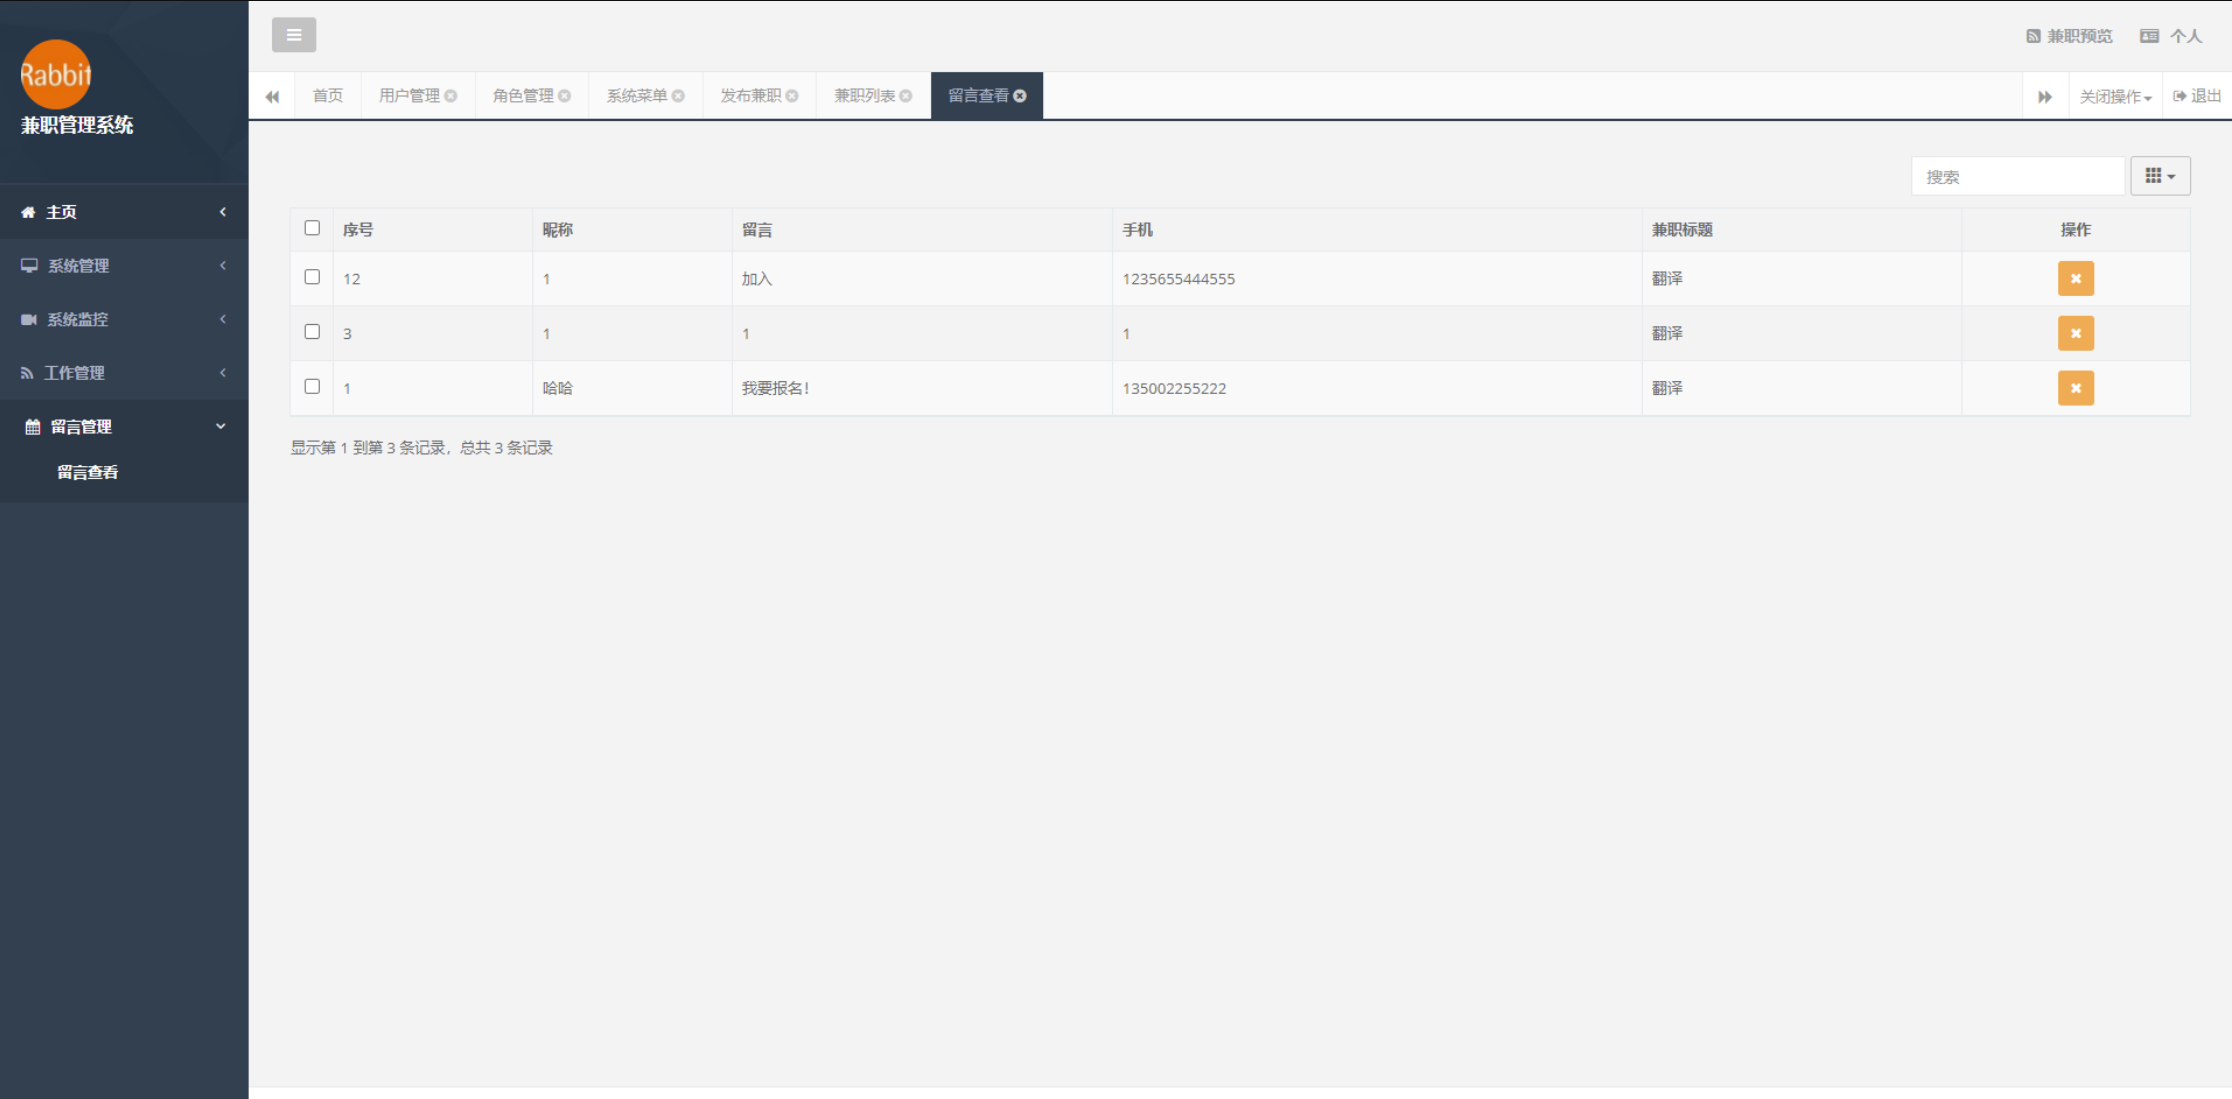 Rabbit
兼职管理系统
主页
系统管理
系统监控
工作管理
留言管理
留言查看
兼职预览 个人
首页 用户管理 角色管理 系统菜单 发布兼职 兼职列表 留言查看 关闭操作 退出
搜索
序号 昵称 留言 手机 兼职标题 操作
12 1 加入 1235655444555 翻译
3 1 1 1 翻译
1 哈哈 我要报名! 135002255222 翻译
显示第 1 到第 3 条记录，总共 3 条记录